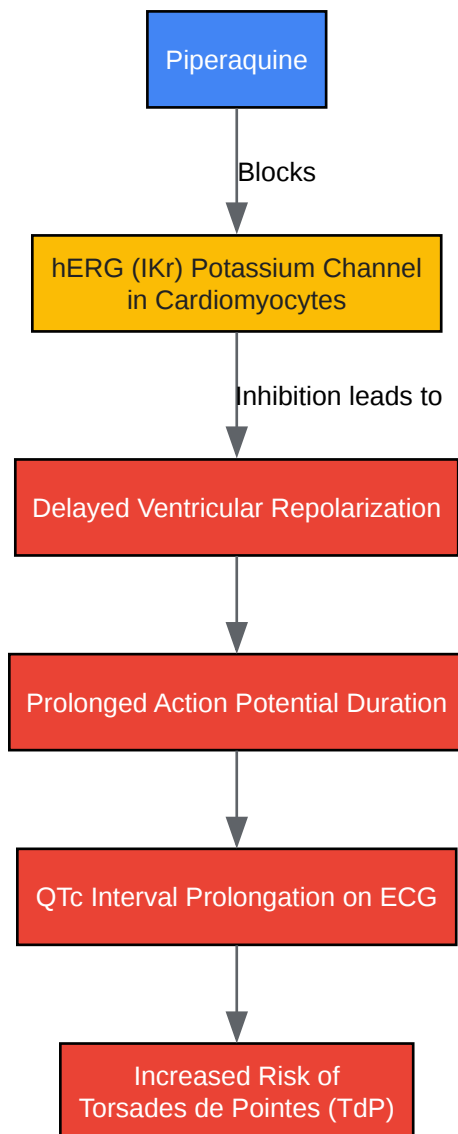 Piperaquine
Blocks
hERG (IKr) Potassium Channel
in Cardiomyocytes
Inhibition leads to
Delayed Ventricular Repolarization
Prolonged Action Potential Duration
QTc Interval Prolongation on ECG
Increased Risk of
Torsades de Pointes (TdP)